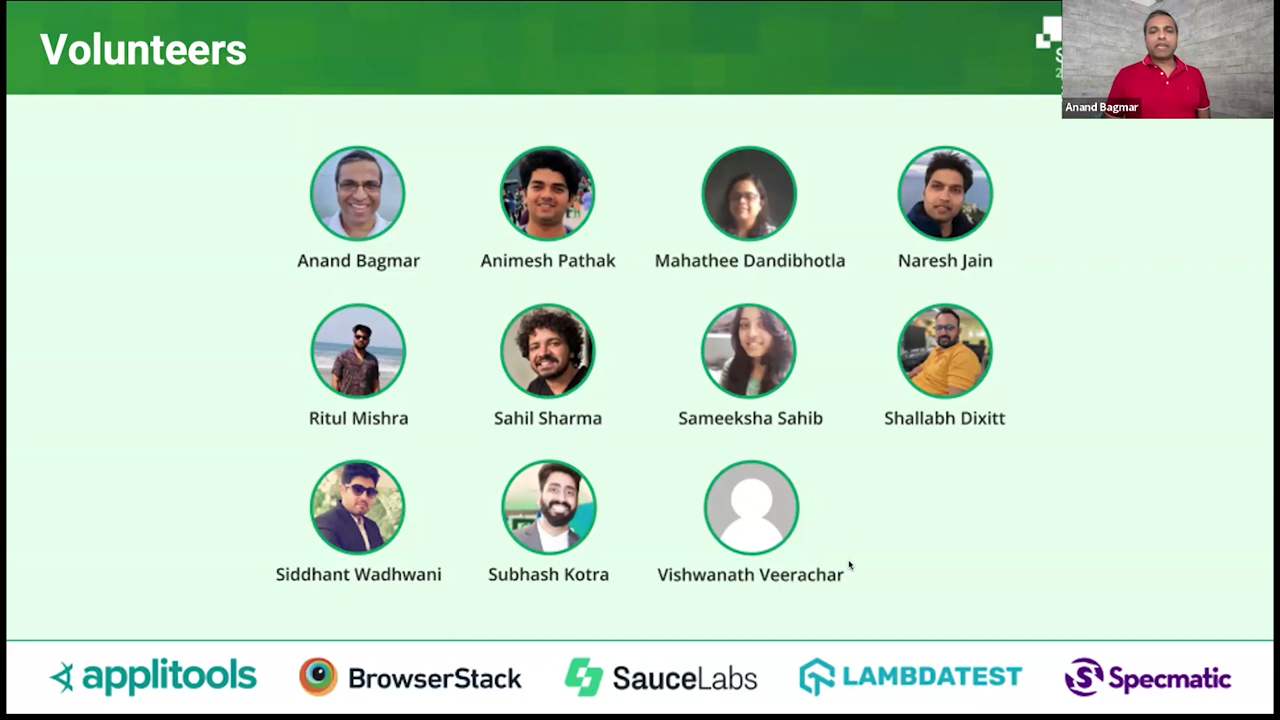 Volunteers
Anand Bagmar
Anand Bagmar
Animesh Pathak
Mahathee Dandibhotla
Naresh Jain
Ritul Mishra
Sahil Sharma
Sameeksha Sahib
Shallabh Dixitt
Siddhant Wadhwani
Subhash Kotra
Vishwanath Veerachar
applitools
BrowserStack
SauceLabs
LAMBDATEST
Specmatic